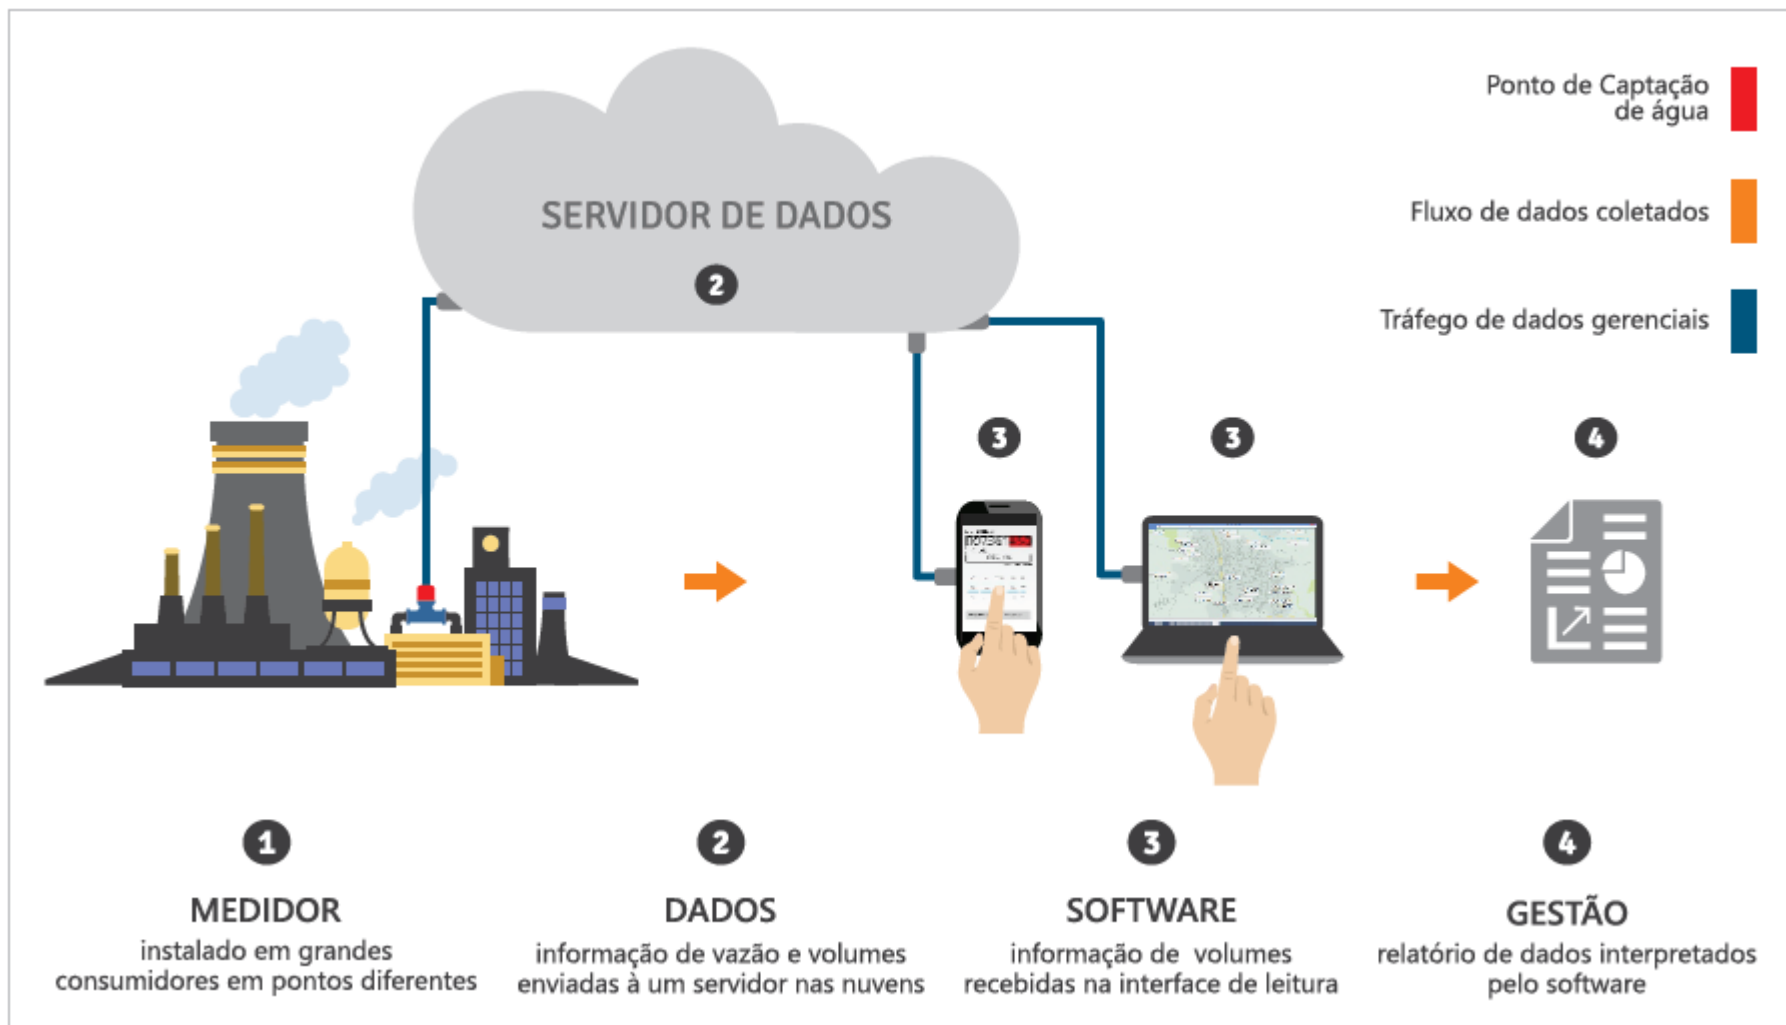 Ponto de Captação
de água
Fluxo de dados coletados
Tráfego de dados gerenciais
SERVIDOR DE DADOS
2
3
3
4
1
MEDIDOR
instalado em grandes
consumidores em pontos diferentes
2
DADOS
informação de vazão e volumes
enviadas à um servidor nas nuvens
3
SOFTWARE
informação de volumes
recebidas na interface de leitura
4
GESTÃO
relatório de dados interpretados
pelo software